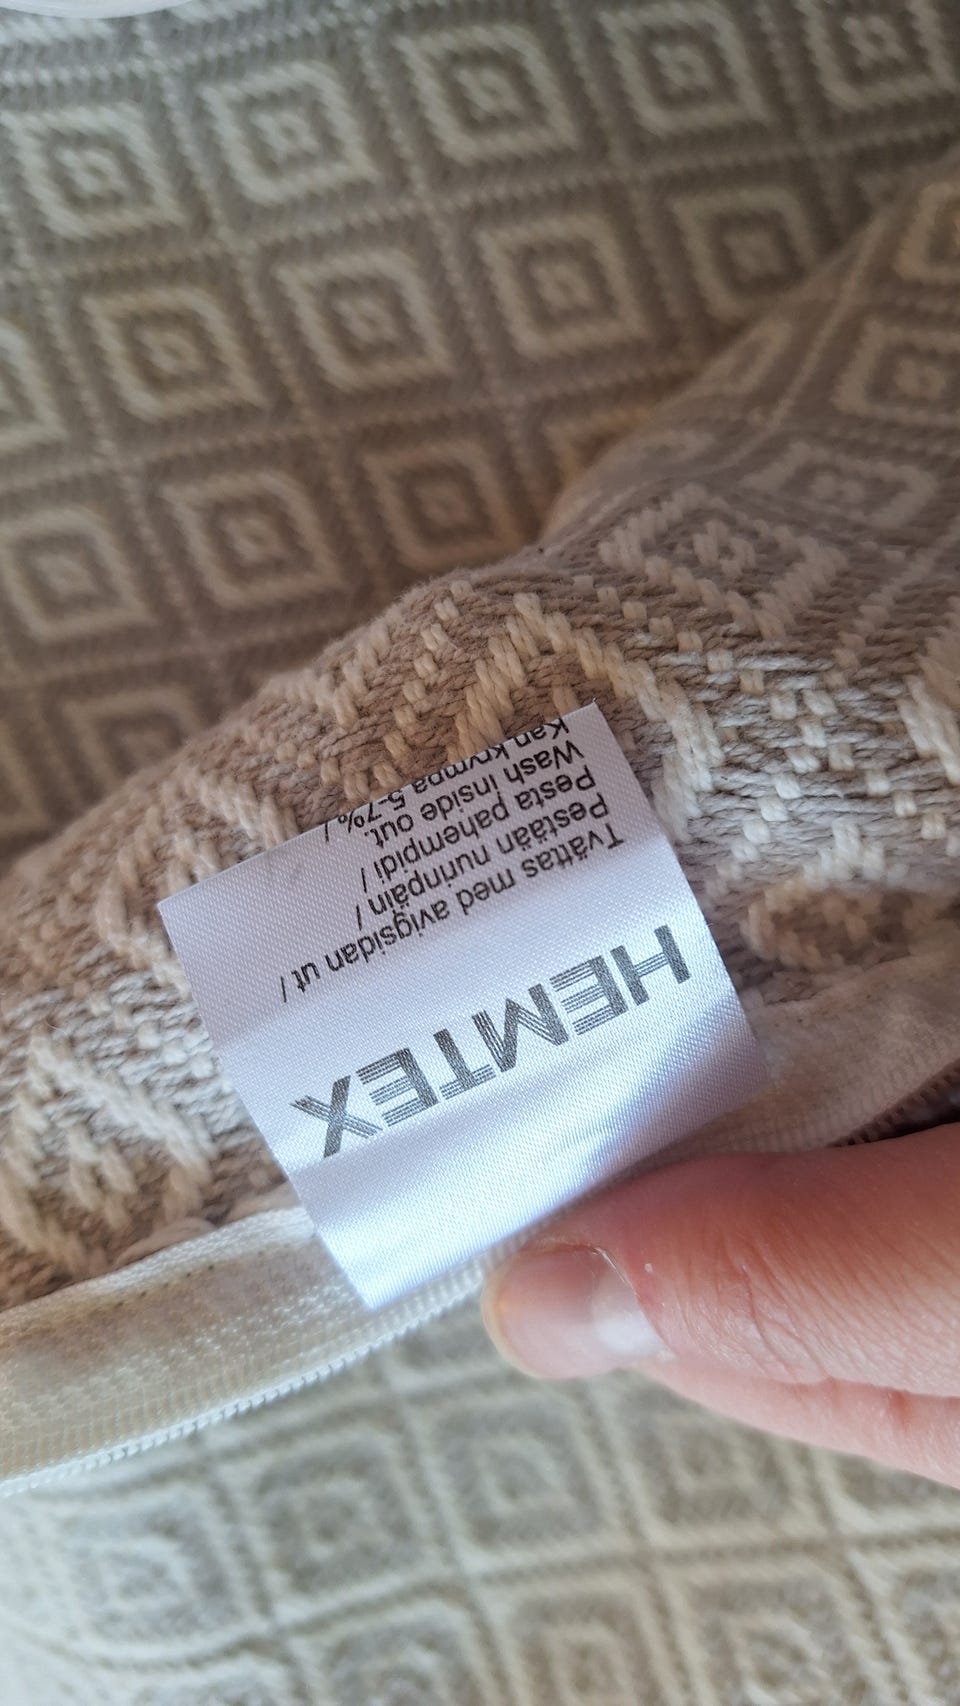 HEMTEX
Tvättas med avigsidan ut /
Pestään nurinpäin /
Pesta pahempidi /
Wash inside out.
Kan krympa 5-7% /